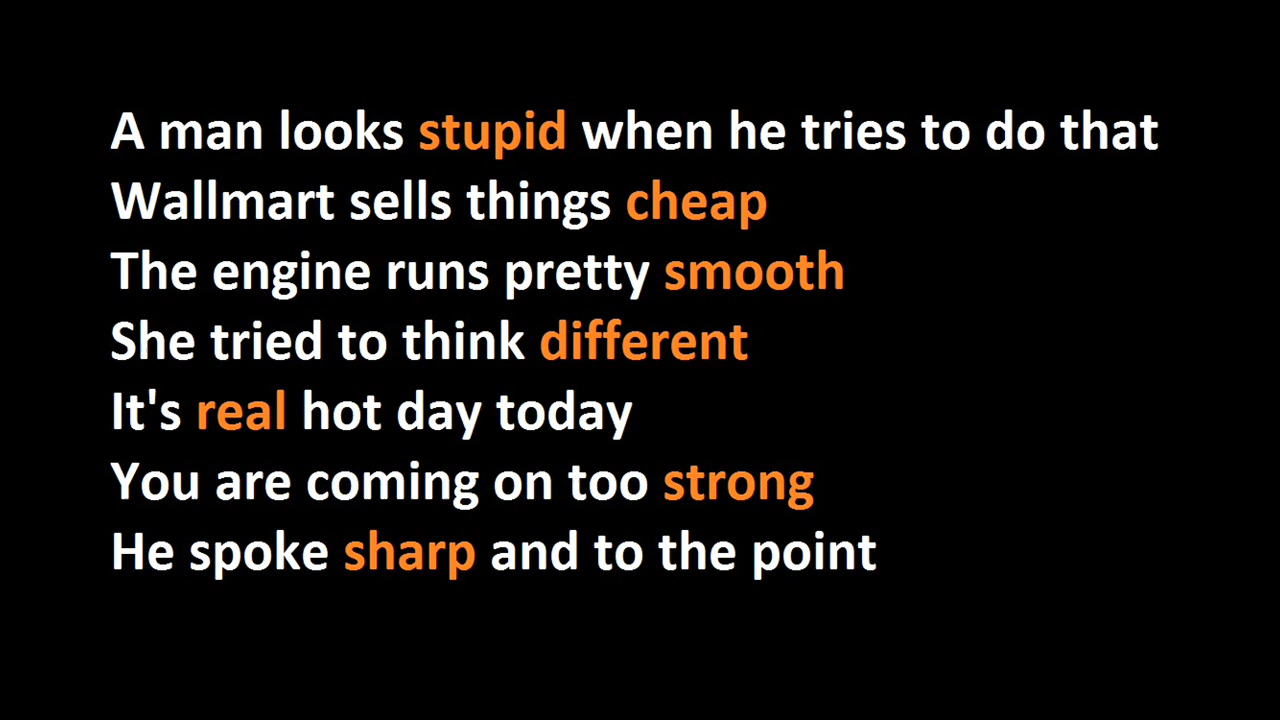 A man looks stupid when he tries to do that
Wallmart sells things cheap
The engine runs pretty smooth
She tried to think different
It's real hot day today
You are coming on too strong
He spoke sharp and to the point